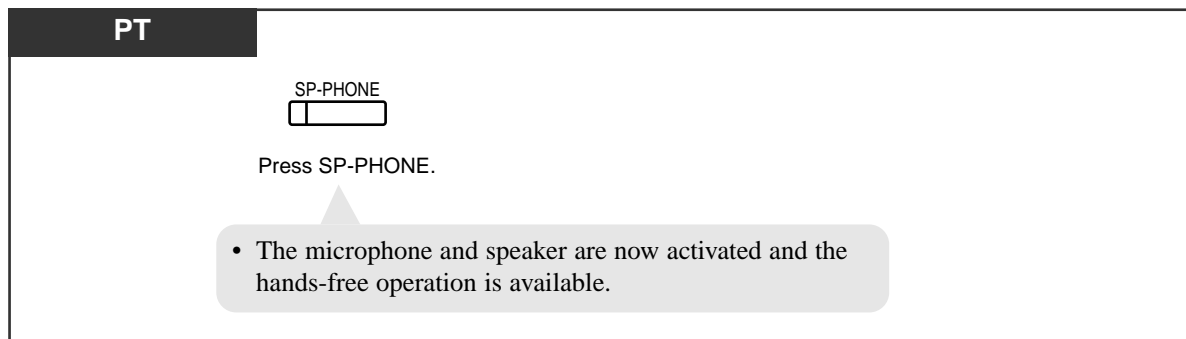 PT
SP-PHONE
Press SP-PHONE.
• The microphone and speaker are now activated and the
hands-free operation is available.